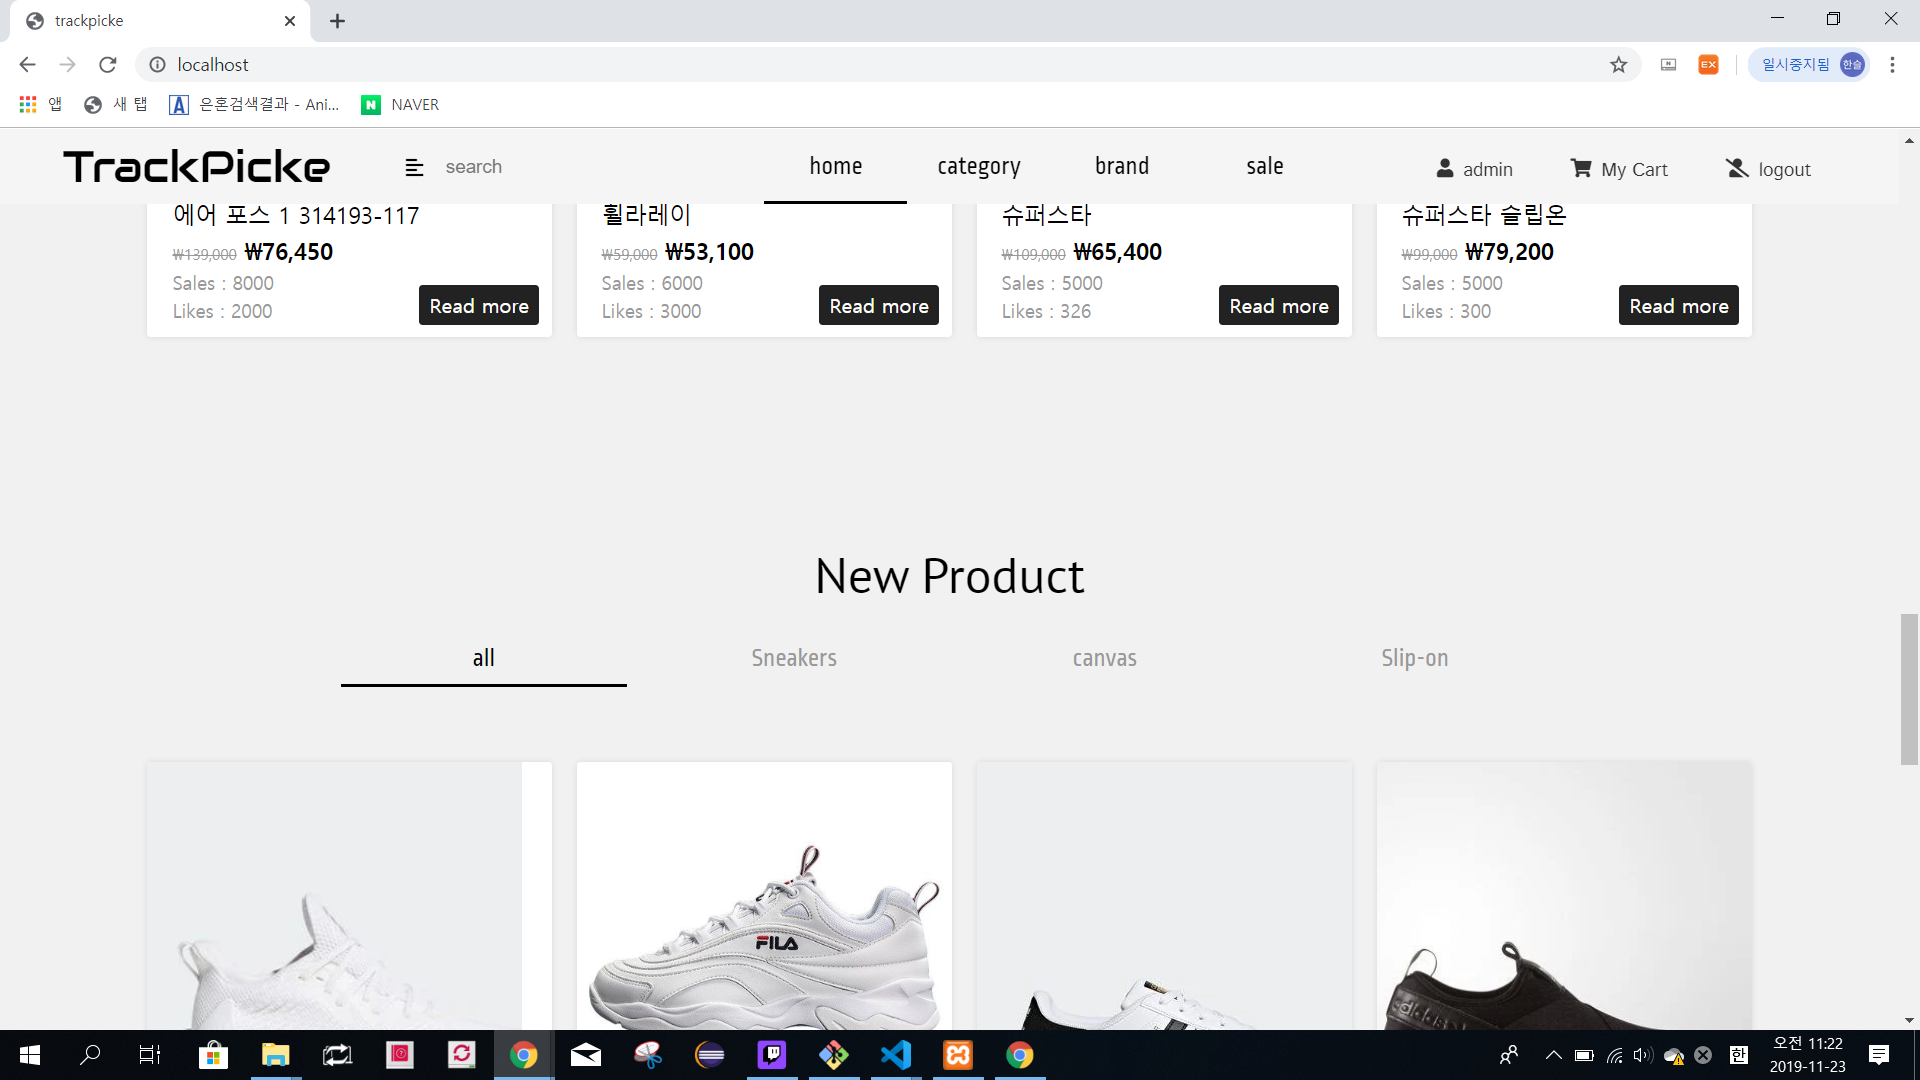 trackpicke
localhost
EX
일시중지됨 한슬
앱 새 탭 A 은혼검색결과 - Ani... N NAVER
TrackPicke search home category brand sale admin My Cart logout
에어 포스 1 314193-117
₩139,000 ₩76,450
Sales : 8000
Likes : 2000
Read more
휠라레이
₩59,000 ₩53,100
Sales : 6000
Likes : 3000
Read more
슈퍼스타
₩109,000 ₩65,400
Sales : 5000
Likes : 326
Read more
슈퍼스타 슬립온
₩99,000 ₩79,200
Sales : 5000
Likes : 300
Read more
New Product
all Sneakers canvas Slip-on
FILA
adidas
한
오전 11:22
2019-11-23